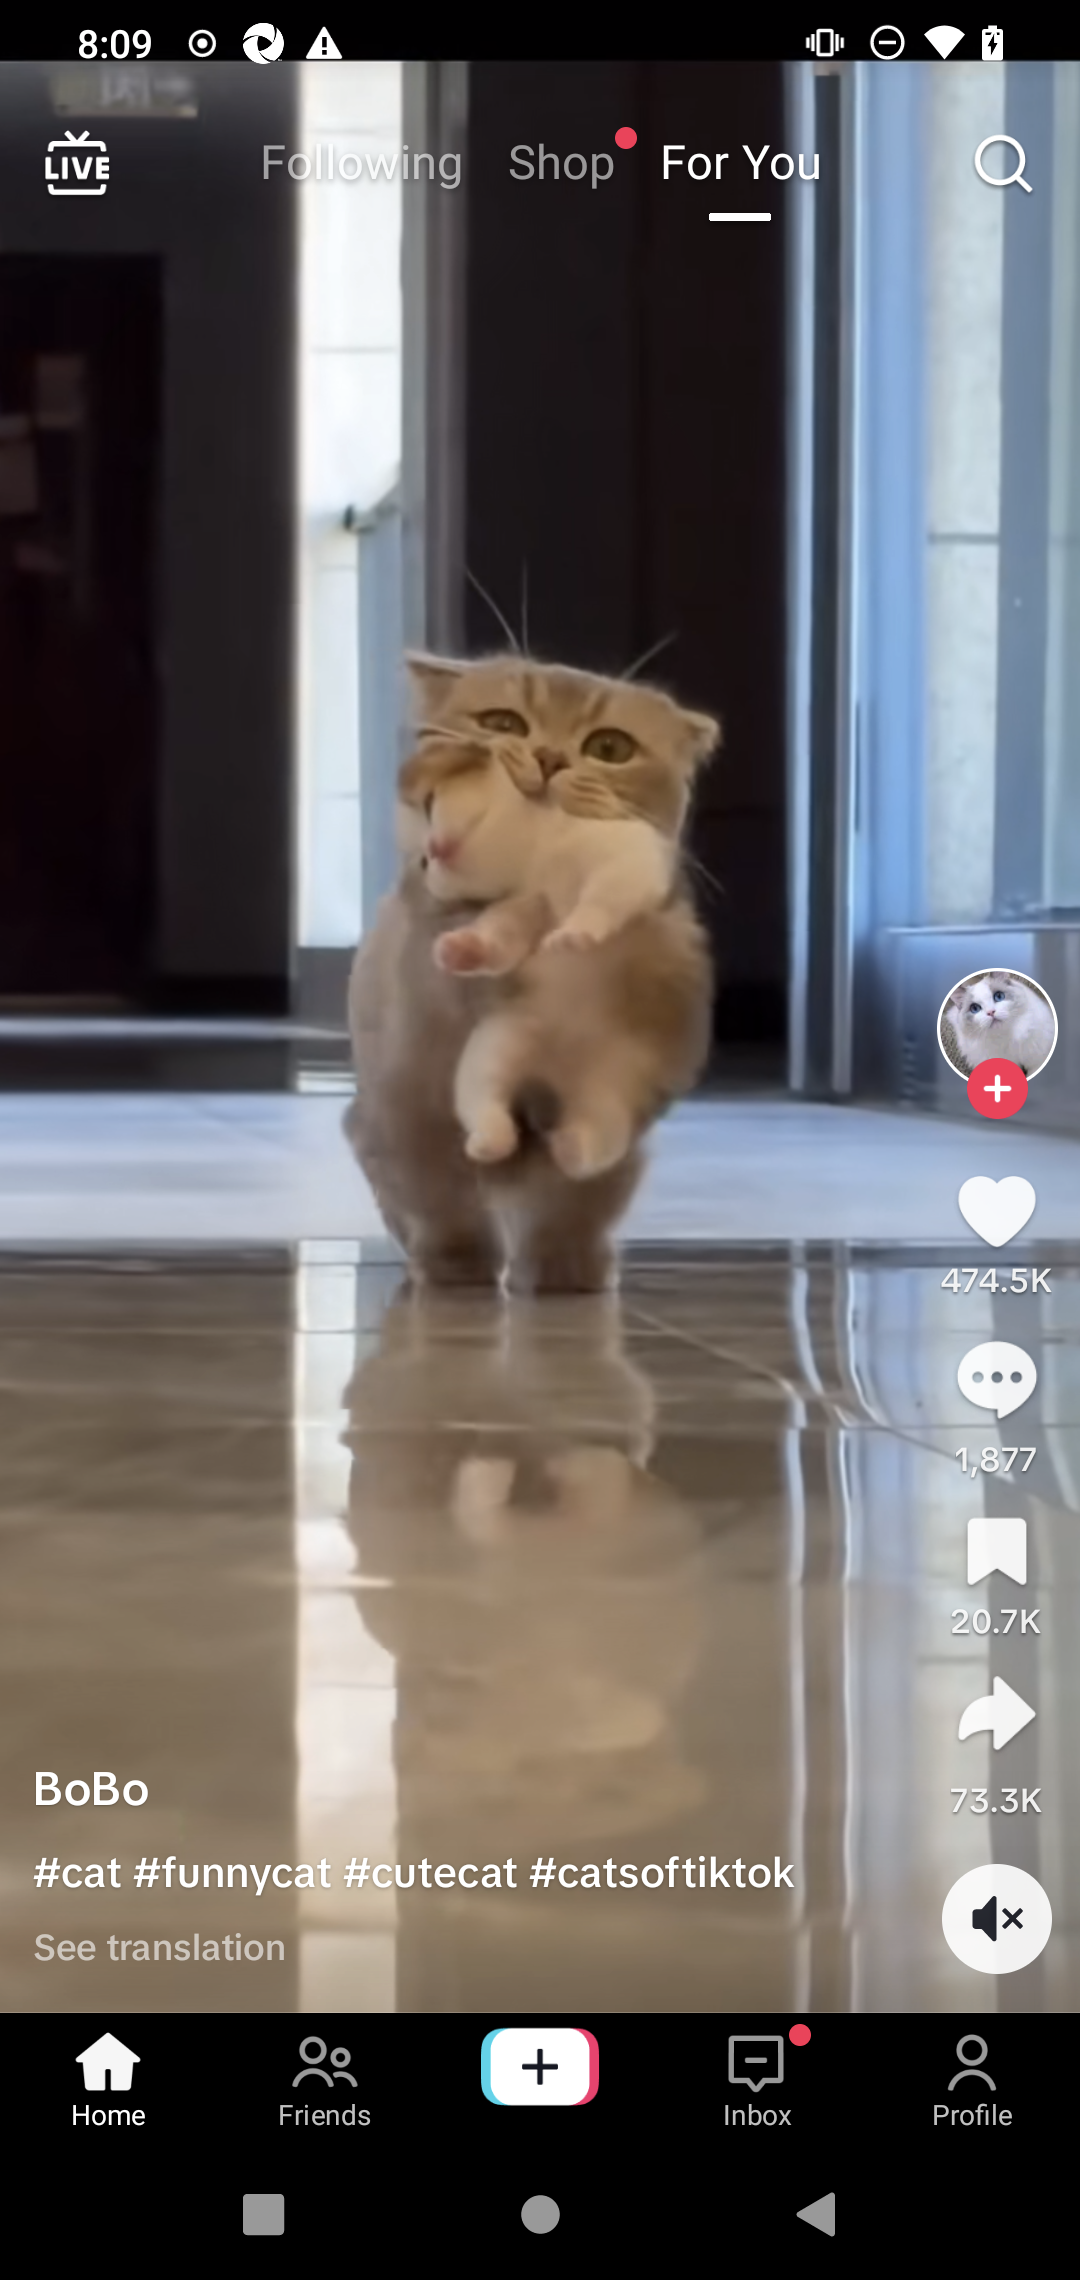 8:09
LIVE
Following Shop For You
474.5K
1,877
20.7K
73.3K
BoBo
#cat #funnycat #cutecat #catsoftiktok
See translation
Home Friends Inbox Profile